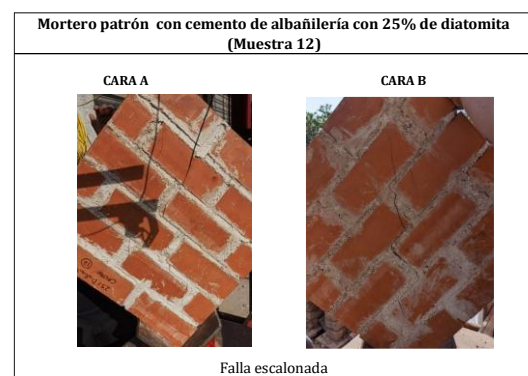 Mortero patrón con cemento de albañilería con 25% de diatomita
(Muestra 12)
CARA A
CARA B
Falla escalonada